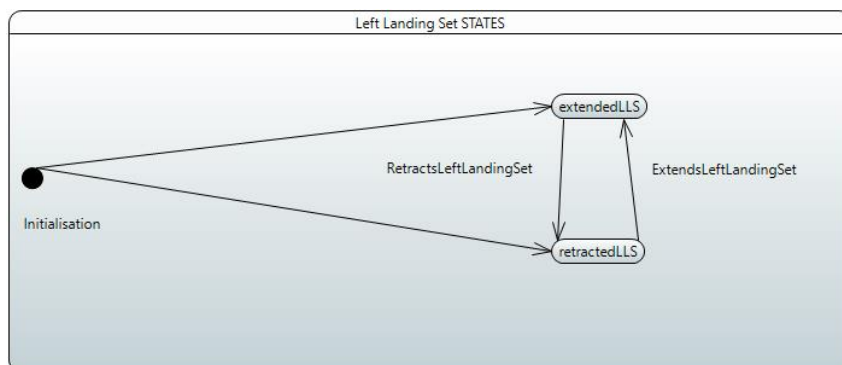 Left Landing Set STATES
extendedLLS
RetractsLeftLandingSet
ExtendsLeftLandingSet
Initialisation
retractedLLS